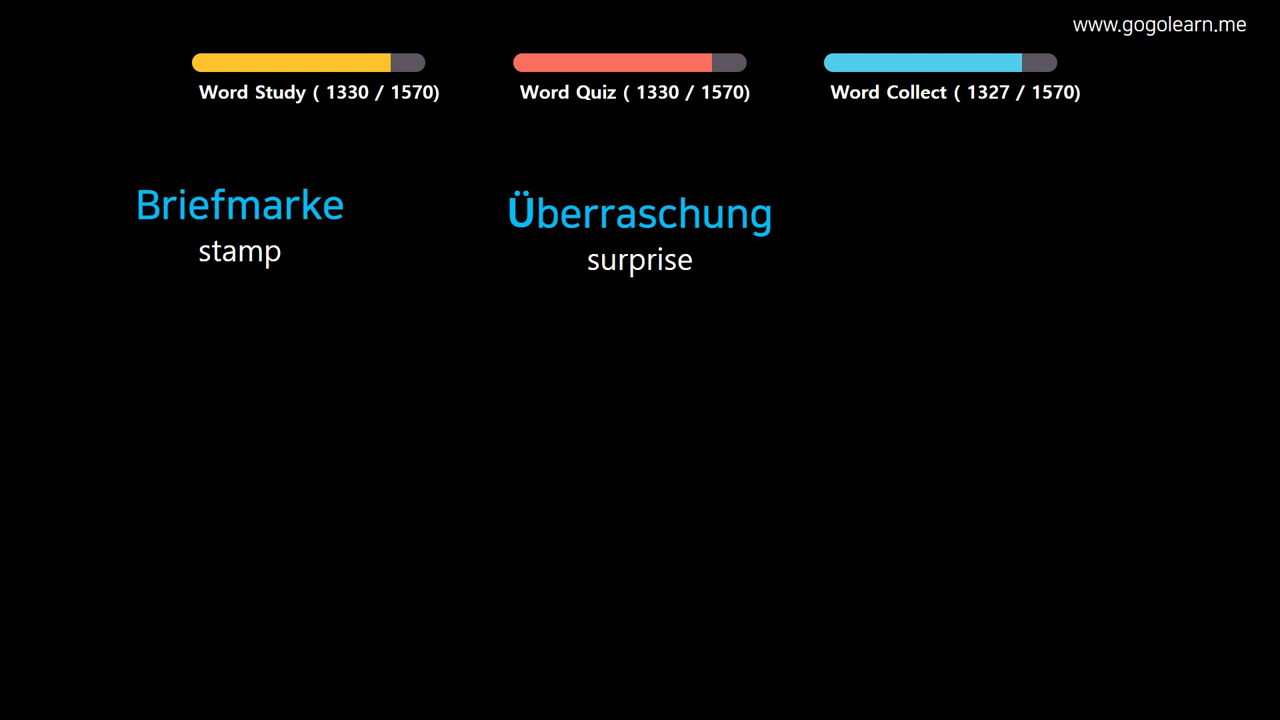 www.gogolearn.me
Word Study ( 1330 / 1570)
Word Quiz ( 1330 / 1570)
Word Collect ( 1327 / 1570)
Briefmarke
stamp
Überraschung
surprise